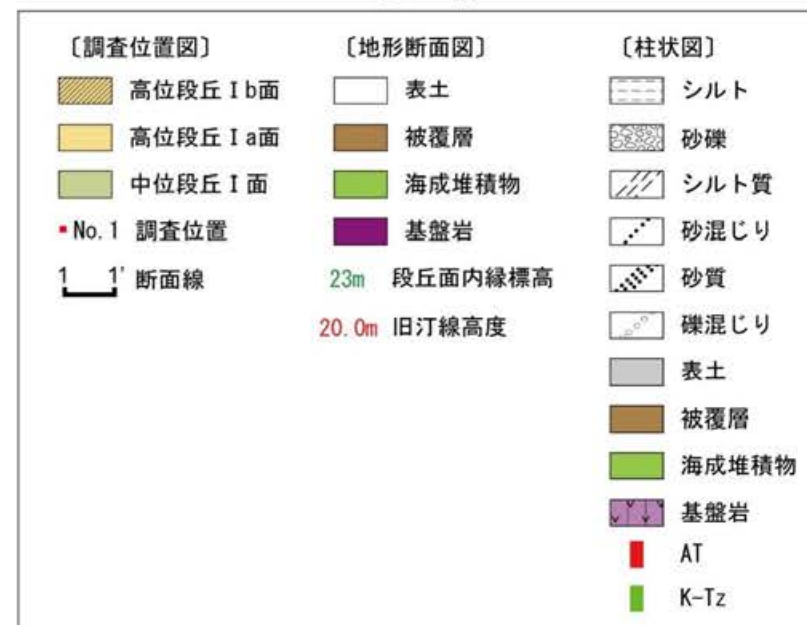 〔調査位置図〕
高位段丘Ⅰb面
高位段丘Ⅰa面
中位段丘Ⅰ面
No.1 調査位置
1 1' 断面線
〔地形断面図〕
表土
被覆層
海成堆積物
基盤岩
23m 段丘面内縁標高
20.0m 旧汀線高度
〔柱状図〕
シルト
砂礫
シルト質
砂混じり
砂質
礫混じり
表土
被覆層
海成堆積物
基盤岩
AT
K-Tz